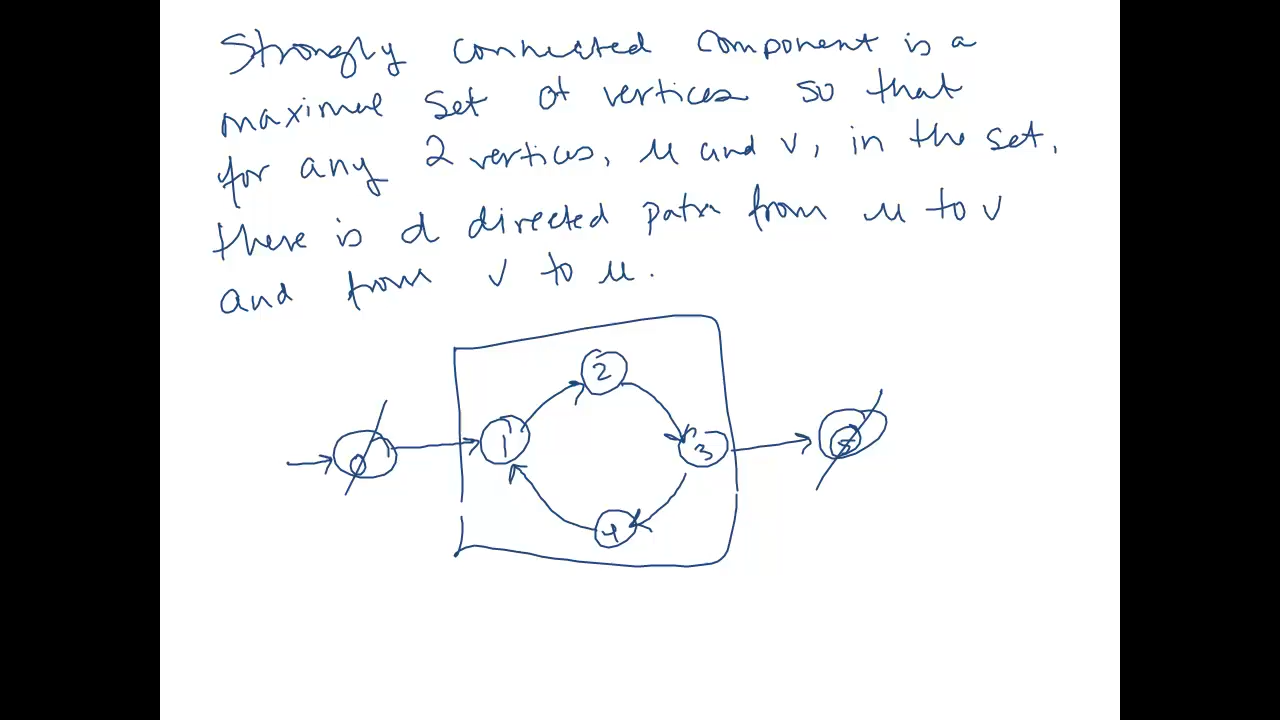 Strongly connected component is a
maximal set of vertices so that
for any 2 vertices, u and v, in the set,
there is a directed path from u to v
and from v to u.
2
0 1 3 5
4